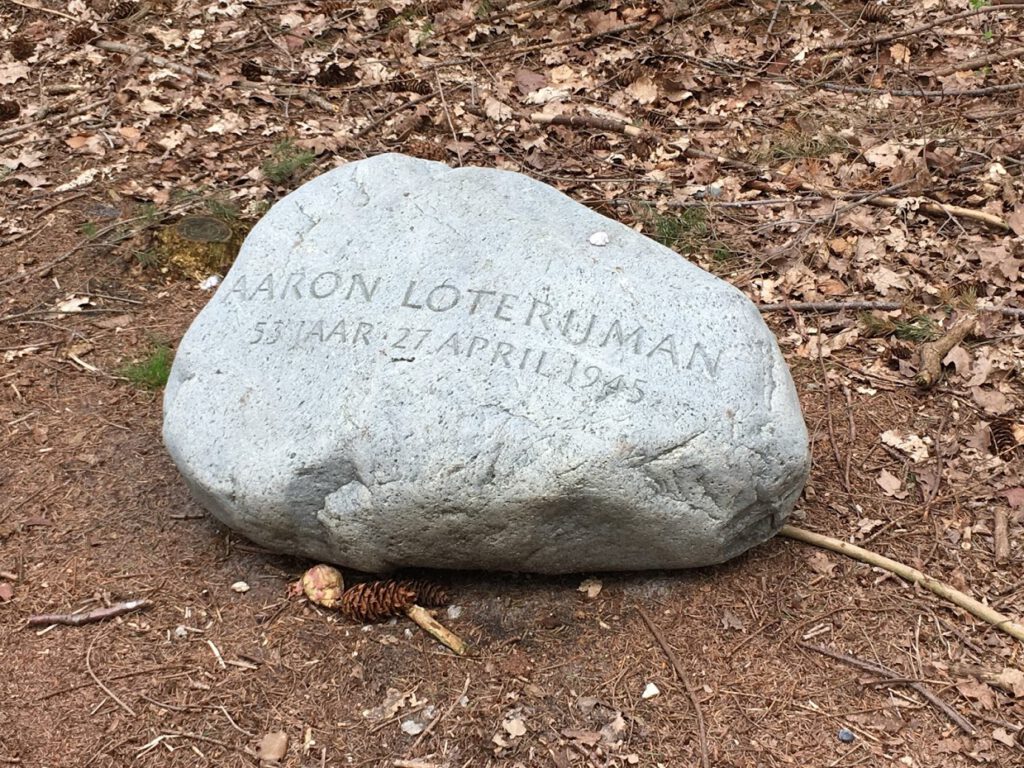 AARON LOTERIJMAN
53 JAAR · 27 APRIL 1945